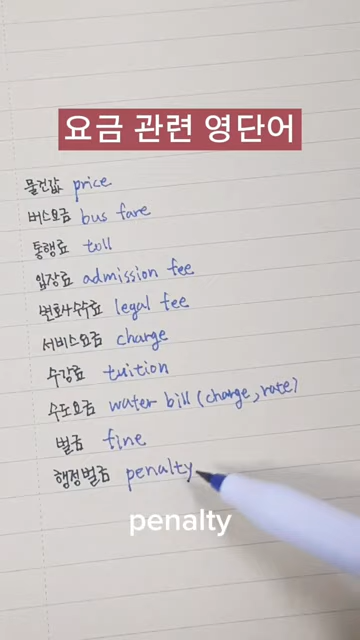 요금 관련 영단어
물건값 price
버스요금 bus fare
통행료 toll
입장료 admission fee
변호사수수료 legal fee
서비스요금 charge
수강료 tuition
수도요금 water bill (charge, rate)
벌금 fine
행정벌금 penalty
penalty